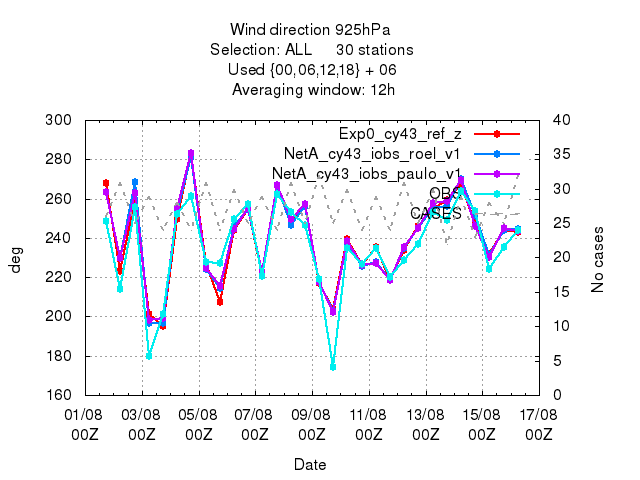 Wind direction 925hPa
Selection: ALL 30 stations
Used {00,06,12,18} + 06
Averaging window: 12h
Exp0_cy43_ref_z
NetA_cy43_iobs_roel_v1
NetA_cy43_iobs_paulo_v1
OBS
CASES
deg
300
280
260
240
220
200
180
160
No cases
40
35
30
25
20
15
10
5
0
01/08 03/08 05/08 07/08 09/08 11/08 13/08 15/08 17/08
00Z 00Z 00Z 00Z 00Z 00Z 00Z 00Z 00Z
Date